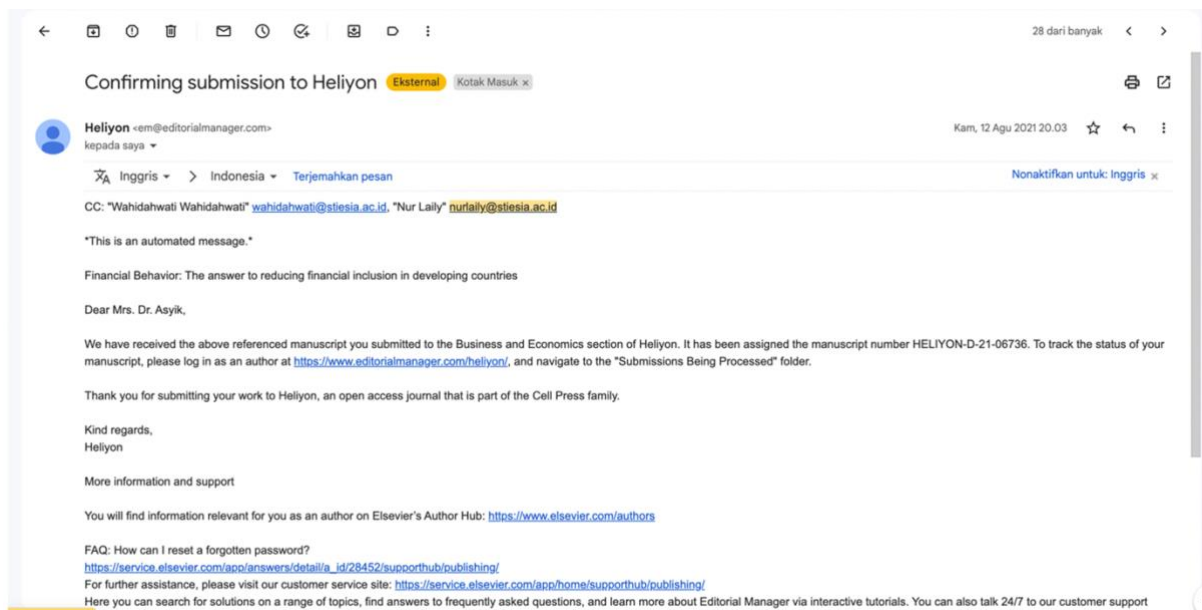 28 dari banyak
Confirming submission to Heliyon Eksternal Kotak Masuk x
Heliyon <em@editorialmanager.com> Kam, 12 Agu 2021 20.03
kepada saya
Inggris > Indonesia Terjemahkan pesan Nonaktifkan untuk: Inggris x
CC: "Wahidahwati Wahidahwati" wahidahwati@stiesia.ac.id, "Nur Laily" nurlaily@stiesia.ac.id
*This is an automated message.*
Financial Behavior: The answer to reducing financial inclusion in developing countries
Dear Mrs. Dr. Asyik,
We have received the above referenced manuscript you submitted to the Business and Economics section of Heliyon. It has been assigned the manuscript number HELIYON-D-21-06736. To track the status of your
manuscript, please log in as an author at https://www.editorialmanager.com/heliyon/, and navigate to the "Submissions Being Processed" folder.
Thank you for submitting your work to Heliyon, an open access journal that is part of the Cell Press family.
Kind regards,
Heliyon
More information and support
You will find information relevant for you as an author on Elsevier's Author Hub: https://www.elsevier.com/authors
FAQ: How can I reset a forgotten password?
https://service.elsevier.com/app/answers/detail/a_id/28452/supporthub/publishing/
For further assistance, please visit our customer service site: https://service.elsevier.com/app/home/supporthub/publishing/
Here you can search for solutions on a range of topics, find answers to frequently asked questions, and learn more about Editorial Manager via interactive tutorials. You can also talk 24/7 to our customer support